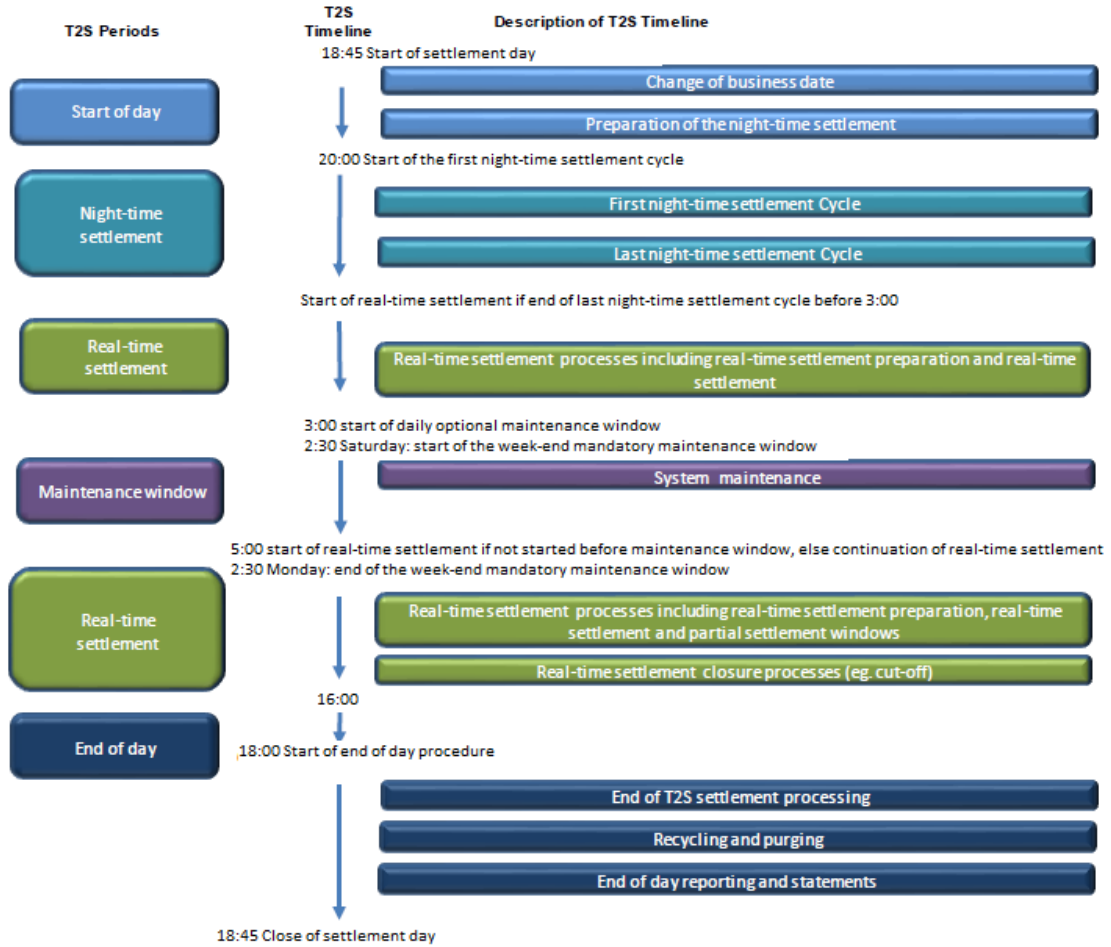 T2S Periods
T2S
Timeline
Description of T2S Timeline
18:45 Start of settlement day
Start of day
Change of business date
Preparation of the night-time settlement
20:00 Start of the first night-time settlement cycle
Night-time
settlement
First night-time settlement Cycle
Last night-time settlement Cycle
Start of real-time settlement if end of last night-time settlement cycle before 3:00
Real-time
settlement
Real-time settlement processes including real-time settlement preparation and real-time
settlement
3:00 start of daily optional maintenance window
2:30 Saturday: start of the week-end mandatory maintenance window
Maintenance window
System maintenance
5:00 start of real-time settlement if not started before maintenance window, else continuation of real-time settlement
2:30 Monday: end of the week-end mandatory maintenance window
Real-time
settlement
Real-time settlement processes including real-time settlement preparation, real-time
settlement and partial settlement windows
Real-time settlement closure processes (eg. cut-off)
16:00
End of day
18:00 Start of end of day procedure
End of T2S settlement processing
Recycling and purging
End of day reporting and statements
18:45 Close of settlement day